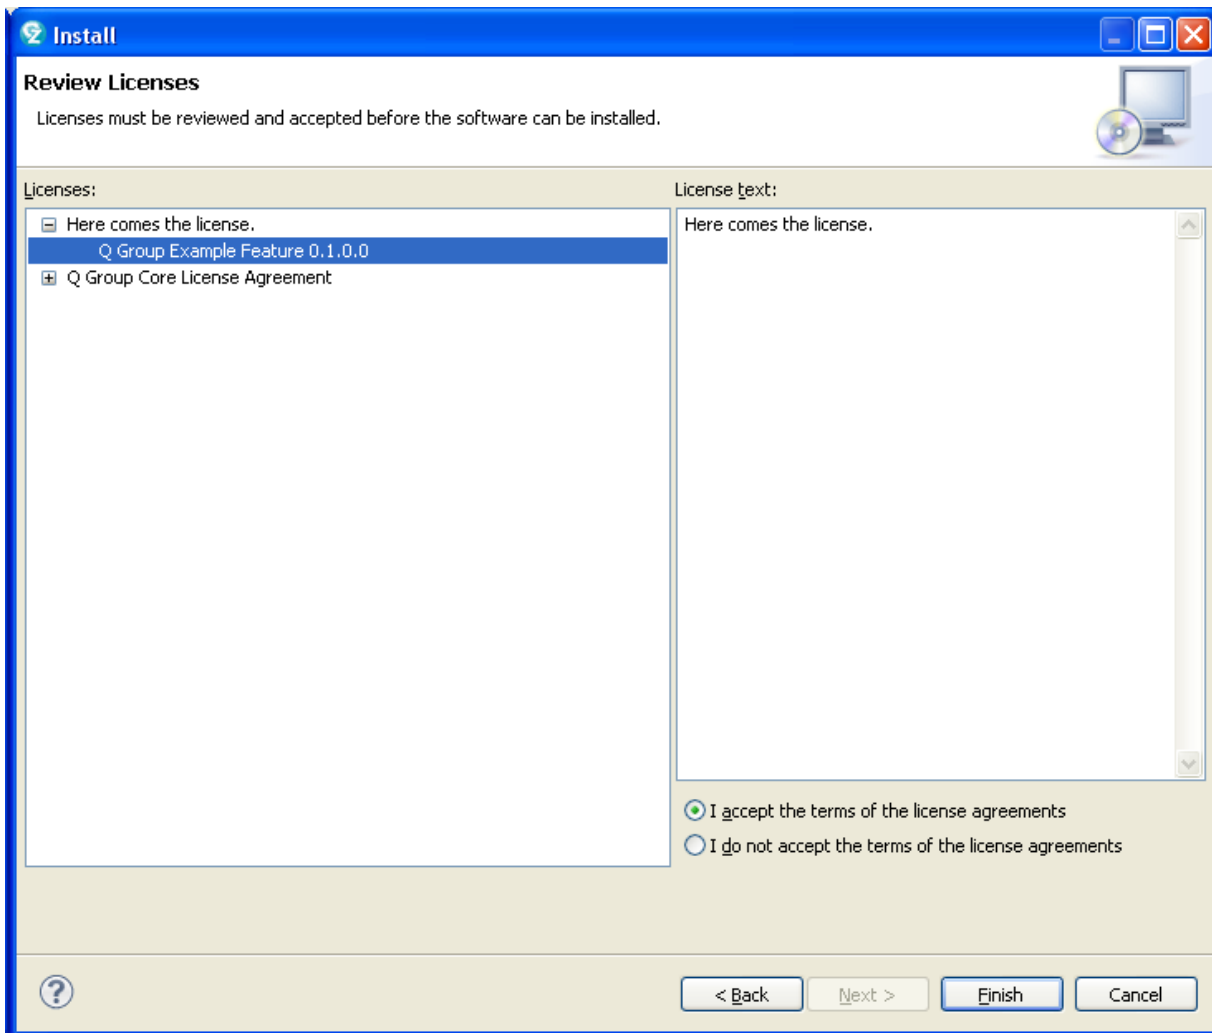 Install
Review Licenses
Licenses must be reviewed and accepted before the software can be installed.
Licenses:
Here comes the license.
Q Group Example Feature 0.1.0.0
Q Group Core License Agreement
License text:
Here comes the license.
I accept the terms of the license agreements
I do not accept the terms of the license agreements
? < Back Next > Finish Cancel